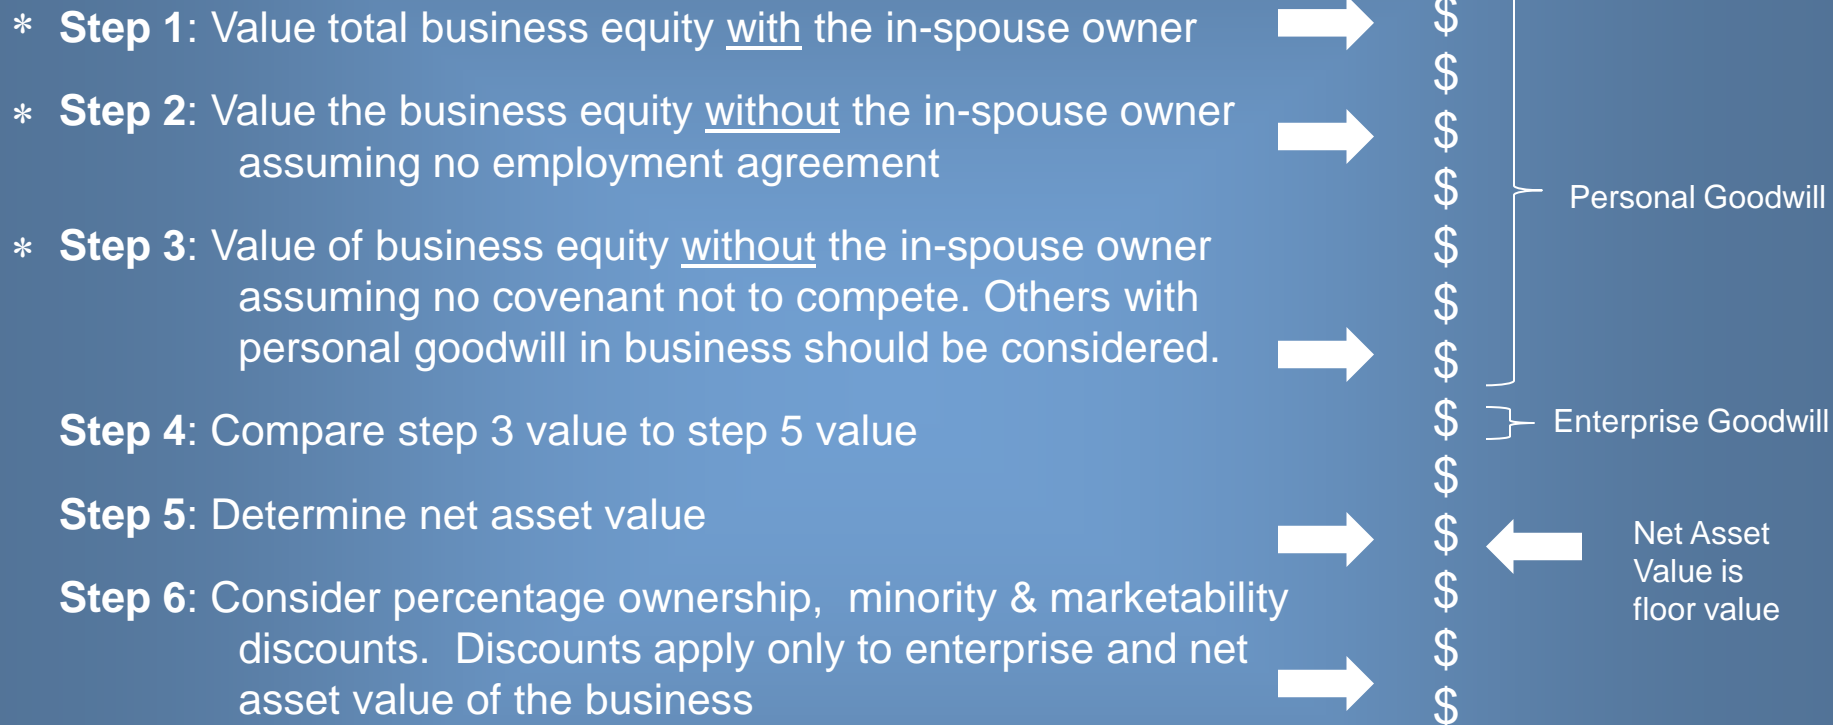 * Step 1: Value total business equity with the in-spouse owner
* Step 2: Value the business equity without the in-spouse owner
assuming no employment agreement
* Step 3: Value of business equity without the in-spouse owner
assuming no covenant not to compete. Others with
personal goodwill in business should be considered.
Step 4: Compare step 3 value to step 5 value
Step 5: Determine net asset value
Step 6: Consider percentage ownership, minority & marketability
discounts. Discounts apply only to enterprise and net
asset value of the business
$
$
$
$
$
$
$
$
$
$
$
$
$
Personal Goodwill
Enterprise Goodwill
Net Asset
Value is
floor value